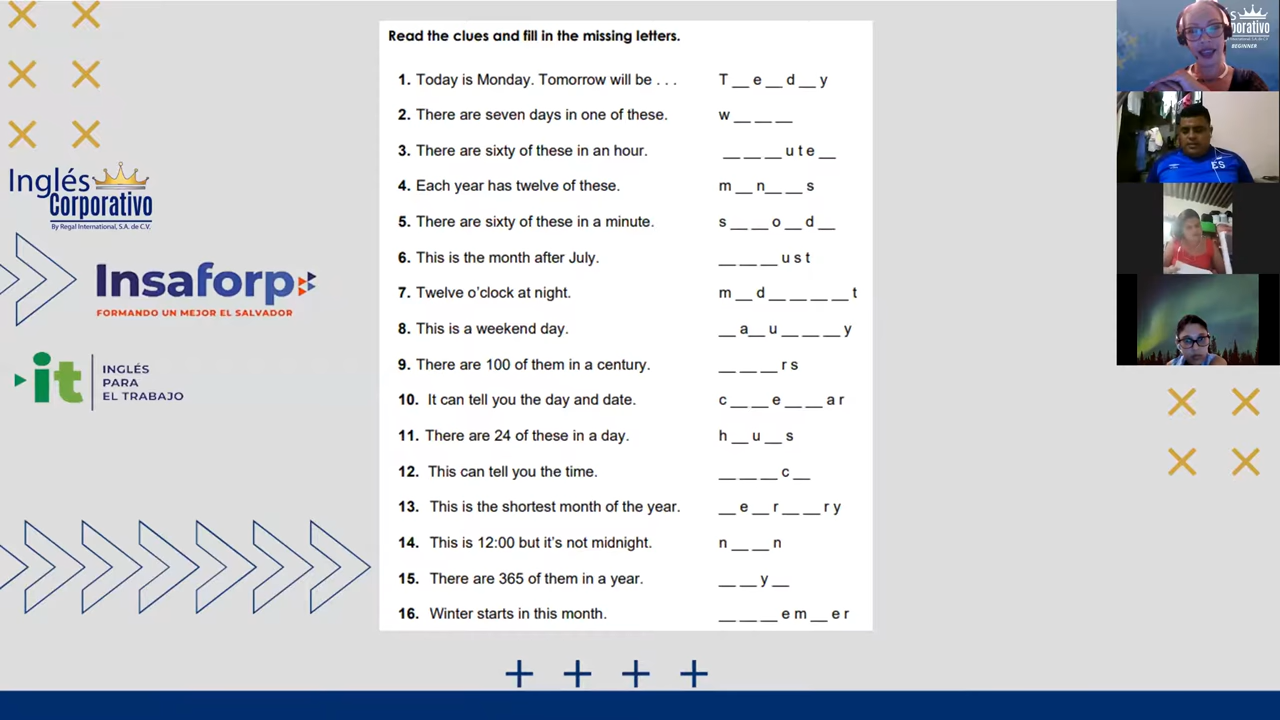 Read the clues and fill in the missing letters.
1. Today is Monday. Tomorrow will be . . . T __ e __ d __ y
2. There are seven days in one of these. w __ __ __
3. There are sixty of these in an hour. __ __ __ u t e __
4. Each year has twelve of these. m __ n__ __ s
5. There are sixty of these in a minute. s __ __ o __ d __
6. This is the month after July. __ __ __ u s t
7. Twelve o'clock at night. m __ d __ __ __ __ t
8. This is a weekend day. __ a__ u __ __ __ y
9. There are 100 of them in a century. __ __ __ r s
10. It can tell you the day and date. c __ __ e __ __ a r
11. There are 24 of these in a day. h __ u __ s
12. This can tell you the time. __ __ __ c __
13. This is the shortest month of the year. __ e __ r __ __ r y
14. This is 12:00 but it's not midnight. n __ __ n
15. There are 365 of them in a year. __ __ y __
16. Winter starts in this month. __ __ __ e m __ e r
Inglés
Corporativo
By Regal International, S.A. de C.V.
Insaforp
FORMANDO UN MEJOR EL SALVADOR
it
INGLÉS
PARA
EL TRABAJO
BEGINNER
ES